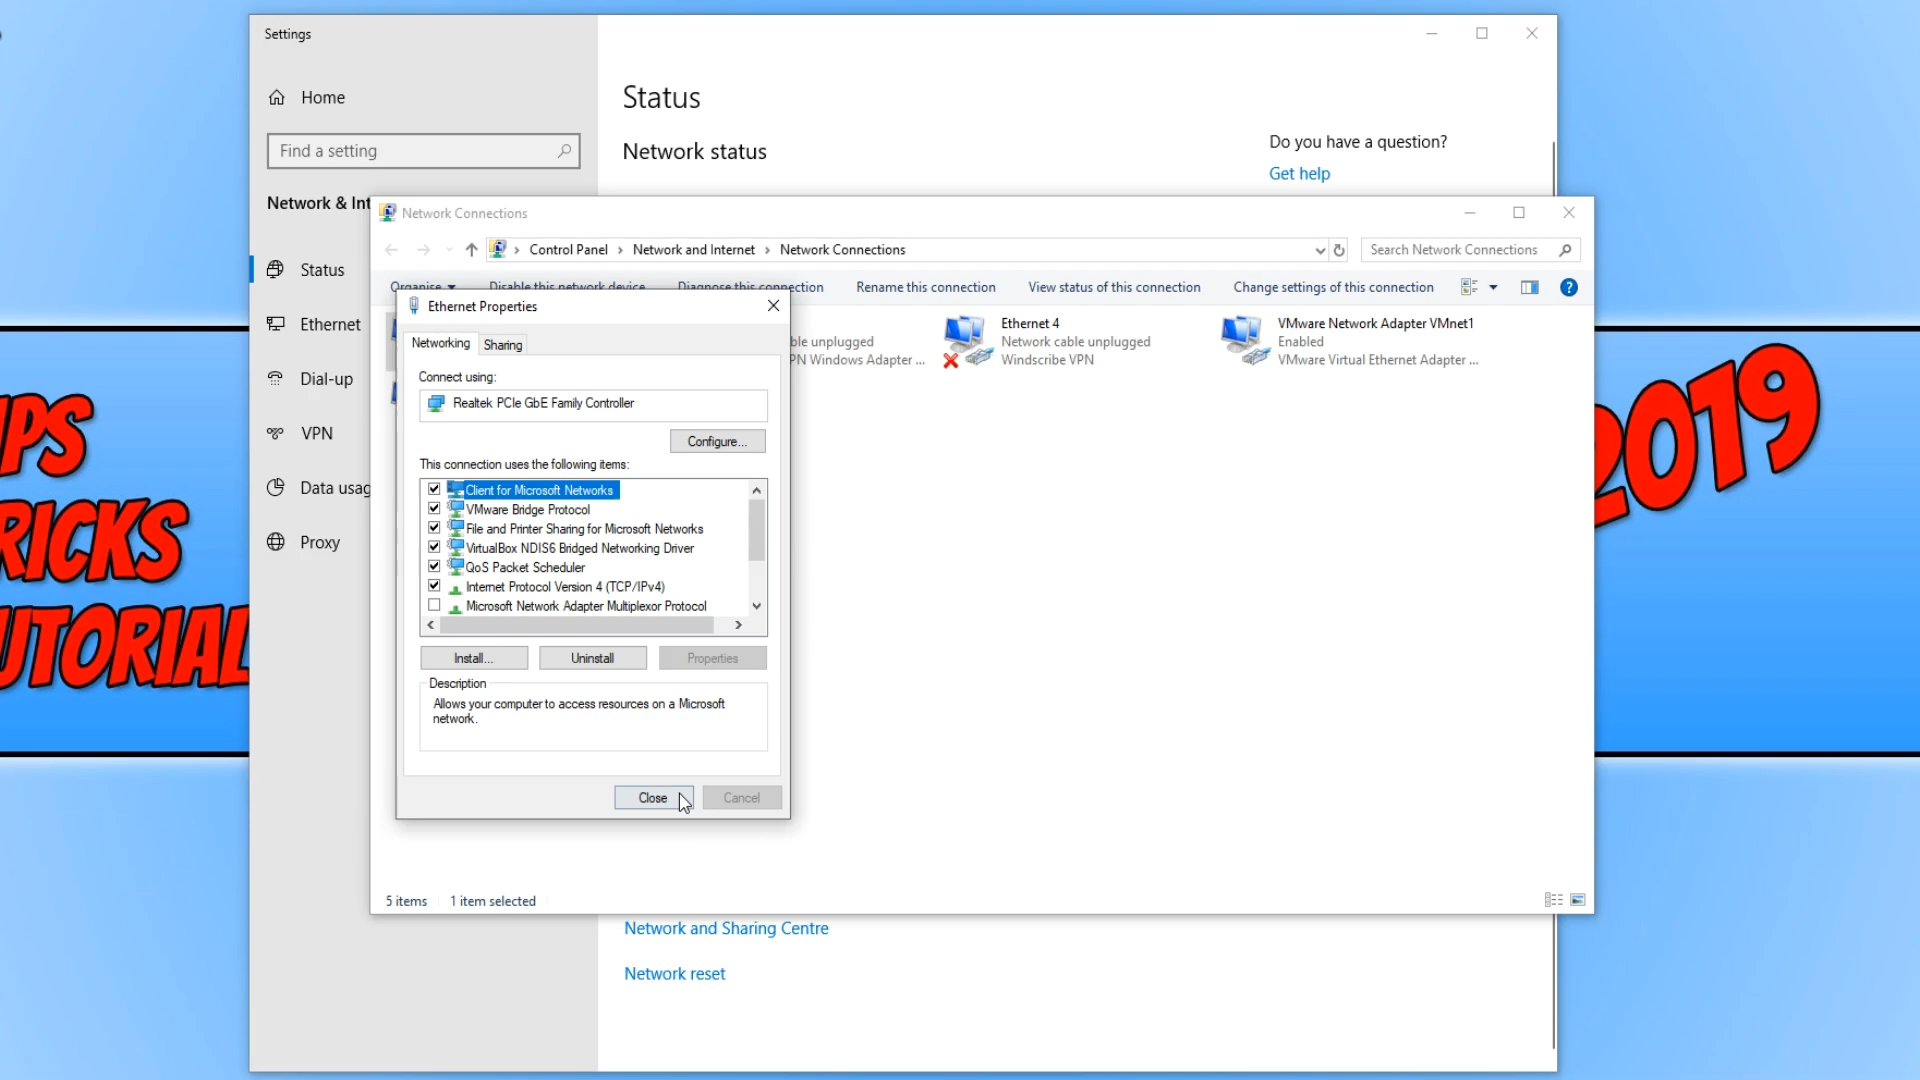 Settings
Home
Find a setting
Network & Int
Status
Ethernet
Dial-up
VPN
Data usag
Proxy
Status
Network status
Do you have a question?
Get help
Network Connections
Control Panel > Network and Internet > Network Connections
Search Network Connections
Organise
Disable this network device
Diagnose this connection
Rename this connection
View status of this connection
Change settings of this connection
ble unplugged
PN Windows Adapter ...
Ethernet 4
Network cable unplugged
Windscribe VPN
VMware Network Adapter VMnet1
Enabled
VMware Virtual Ethernet Adapter ...
Ethernet Properties
Networking
Sharing
Connect using:
Realtek PCIe GbE Family Controller
Configure...
This connection uses the following items:
Client for Microsoft Networks
VMware Bridge Protocol
File and Printer Sharing for Microsoft Networks
VirtualBox NDIS6 Bridged Networking Driver
QoS Packet Scheduler
Internet Protocol Version 4 (TCP/IPv4)
Microsoft Network Adapter Multiplexor Protocol
Install...
Uninstall
Properties
Description
Allows your computer to access resources on a Microsoft
network.
Close
Cancel
5 items
1 item selected
Network and Sharing Centre
Network reset
IPS
RICKS
UTORIAL
2019